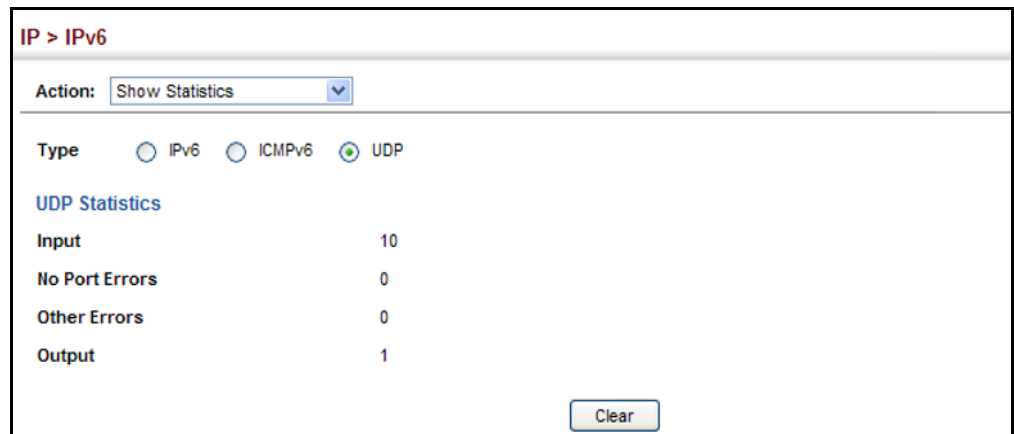 IP > IPv6
Action: Show Statistics
Type IPv6 ICMPv6 UDP
UDP Statistics
Input 10
No Port Errors 0
Other Errors 0
Output 1
Clear